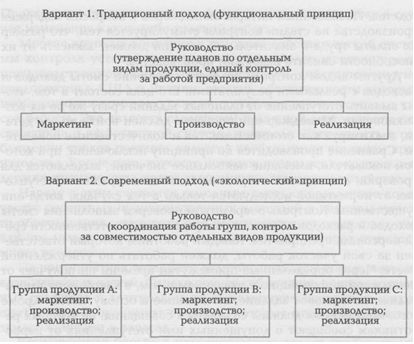 Вариант 1. Традиционный подход (функциональный принцип)
Руководство
(утверждение планов по отдельным
видам продукции, единый контроль
за работой предприятия)
Маркетинг
Производство
Реализация
Вариант 2. Современный подход («экологический»принцип)
Руководство
(координация работы групп, контроль
за совместимостью отдельных видов продукции)
Группа продукции А:
маркетинг;
производство;
реализация
Группа продукции В:
маркетинг;
производство;
реализация
Группа продукции С:
маркетинг;
производство;
реализация